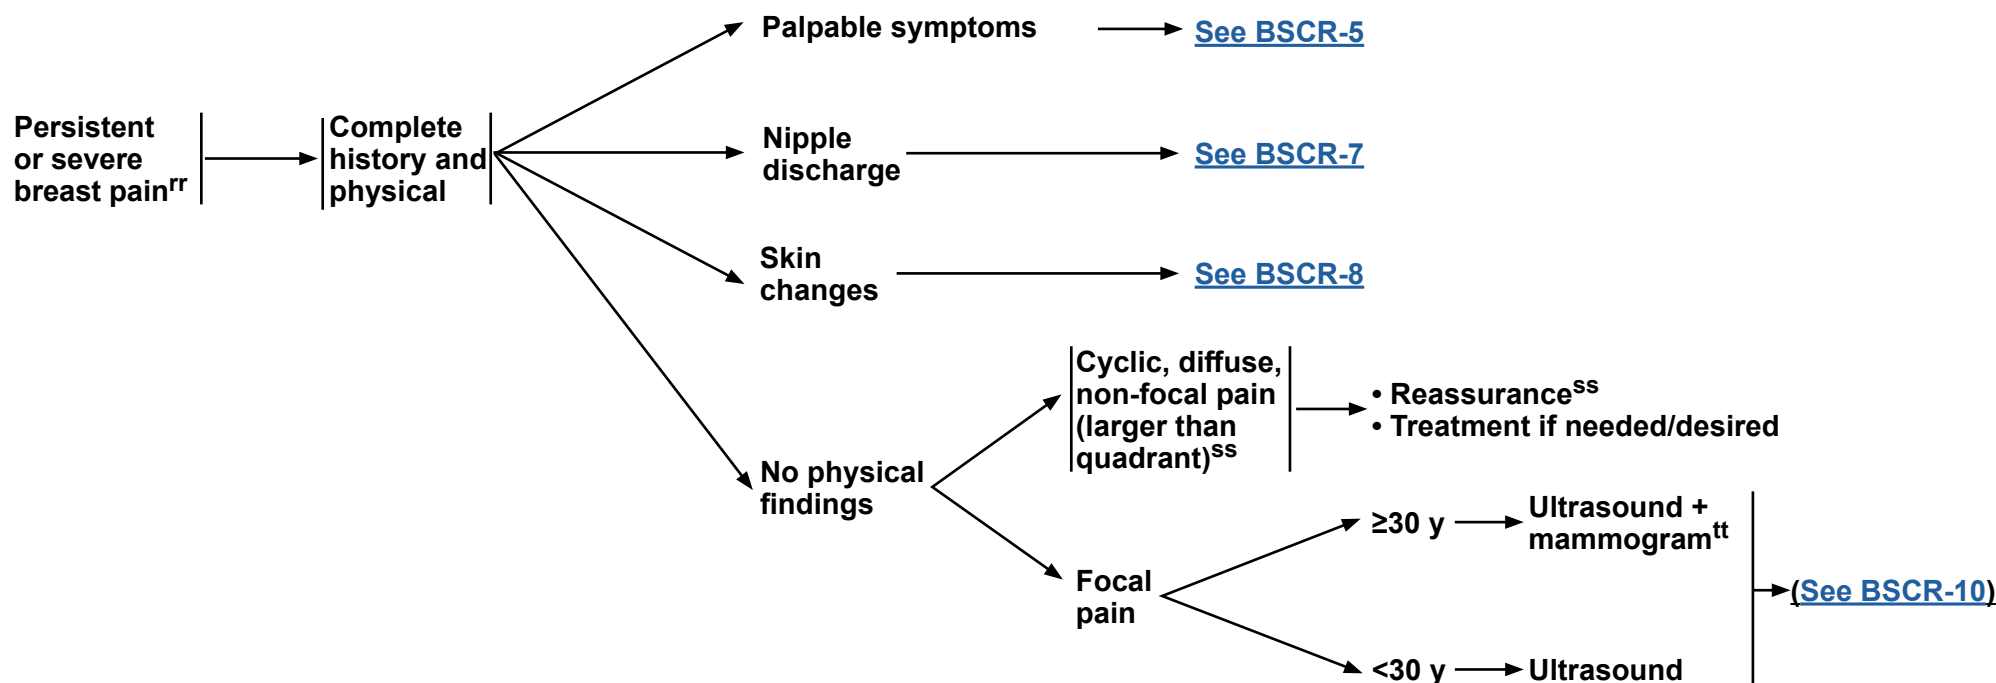 Persistent
or severe
breast painrr
Complete
history and
physical
Palpable symptoms
See BSCR-5
Nipple
discharge
See BSCR-7
Skin
changes
See BSCR-8
No physical
findings
Cyclic, diffuse,
non-focal pain
(larger than
quadrant)ss
• Reassurancess
• Treatment if needed/desired
Focal
pain
≥30 y
Ultrasound +
mammogramtt
<30 y
Ultrasound
(See BSCR-10)